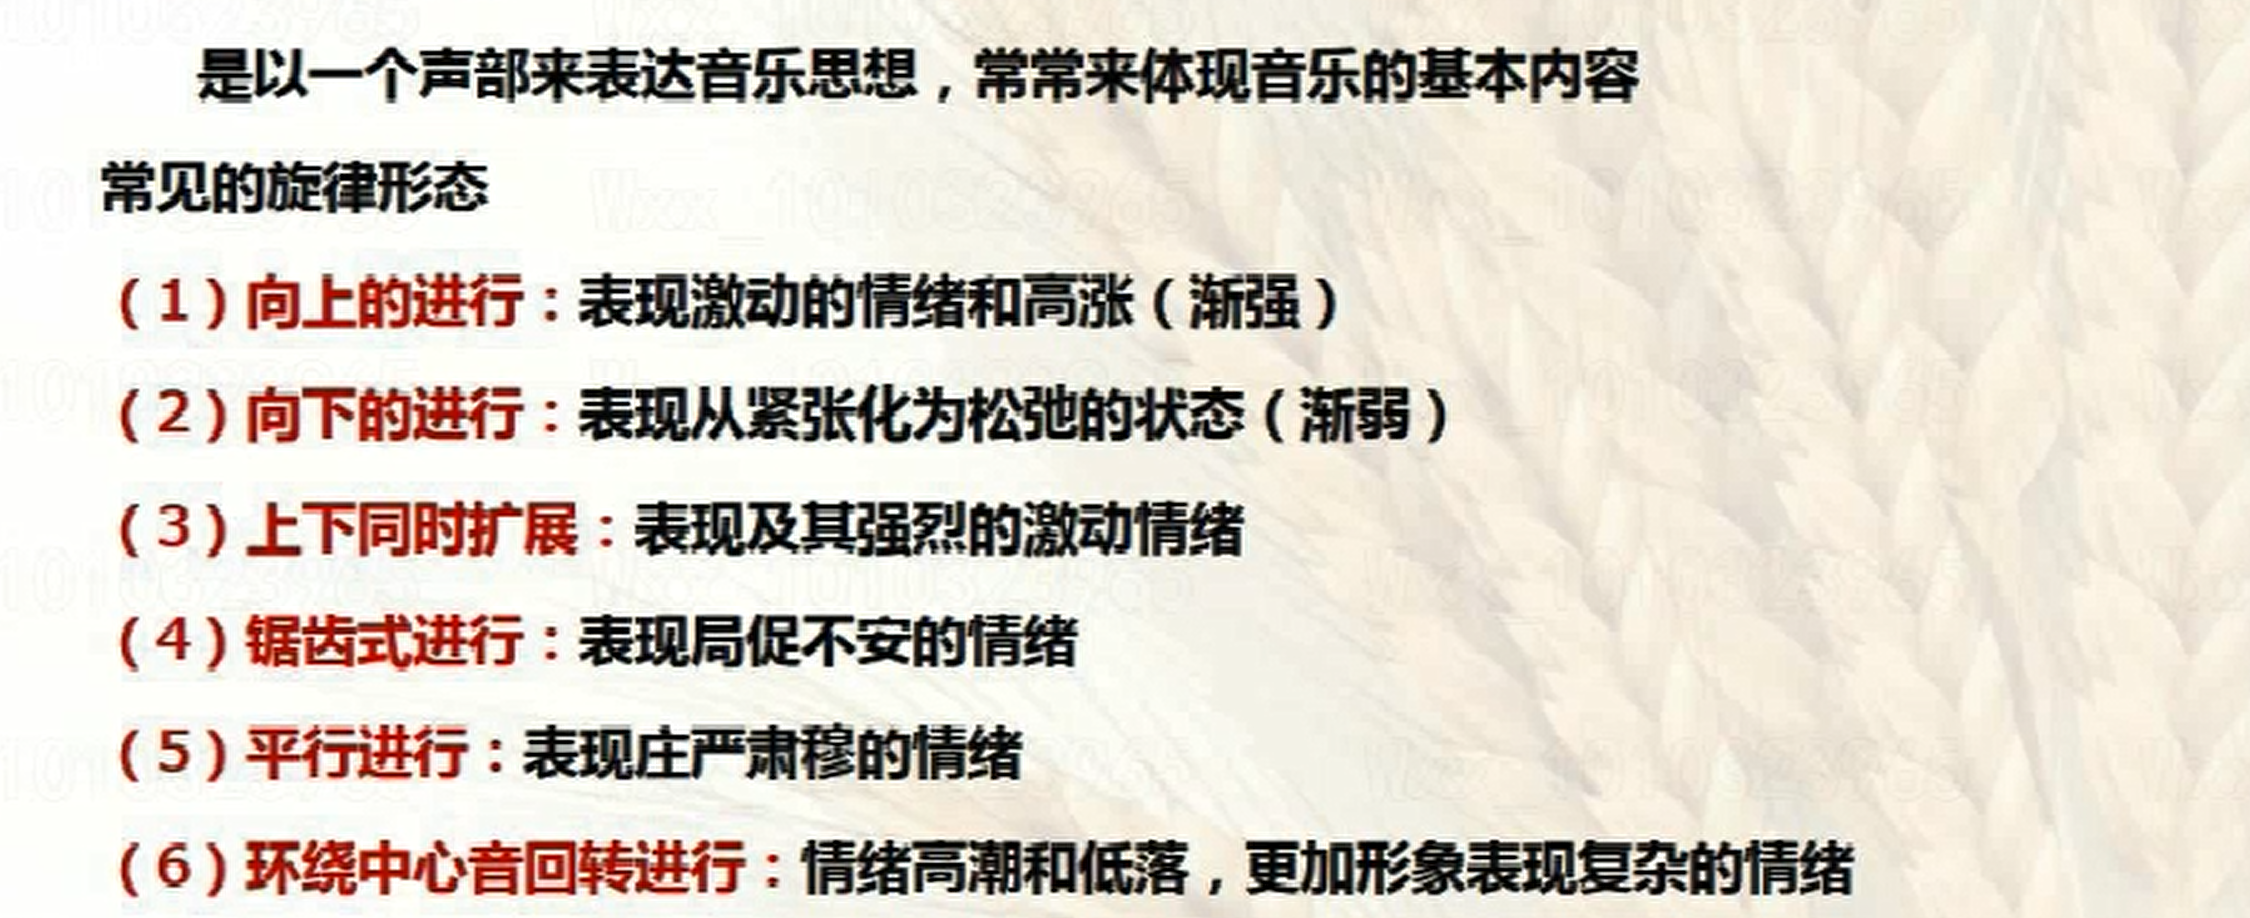 是以一个声部来表达音乐思想，常常来体现音乐的基本内容
常见的旋律形态
（1）向上的进行：表现激动的情绪和高涨（渐强）
（2）向下的进行：表现从紧张化为松弛的状态（渐弱）
（3）上下同时扩展：表现及其强烈的激动情绪
（4）锯齿式进行：表现局促不安的情绪
（5）平行进行：表现庄严肃穆的情绪
（6）环绕中心音回转进行：情绪高潮和低落，更加形象表现复杂的情绪